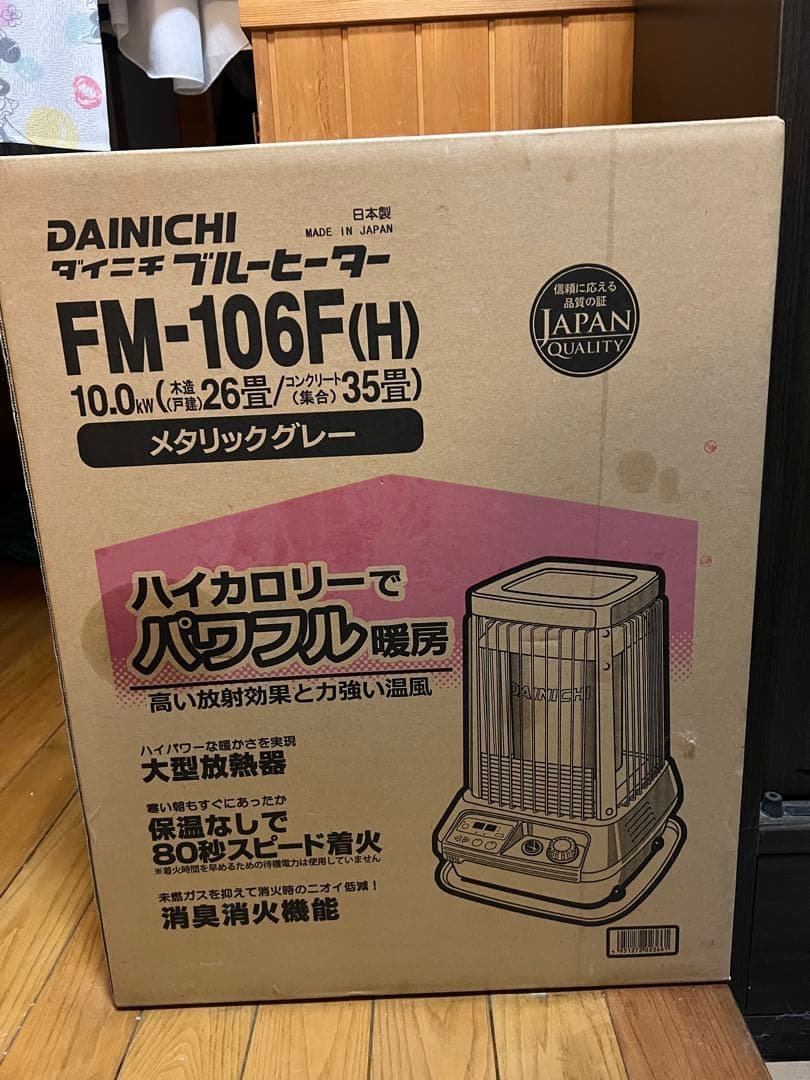 DAINICHI
日本製
MADE IN JAPAN
ダイニチ ブルーヒーター
FM-106F(H)
10.0kW(木造(戸建)26畳/コンクリート(集合)35畳)
メタリックグレー
信頼に応える
品質の証
JAPAN
QUALITY
ハイカロリーで
パワフル暖房
高い放射効果と力強い温風
DAINICHI
ハイパワーな暖かさを実現
大型放熱器
寒い朝もすぐにあったか
保温なしで
80秒スピード着火
※着火時間を早めるための待機電力は使用していません
未燃ガスを抑えて消火時のニオイ低減!
消臭消火機能